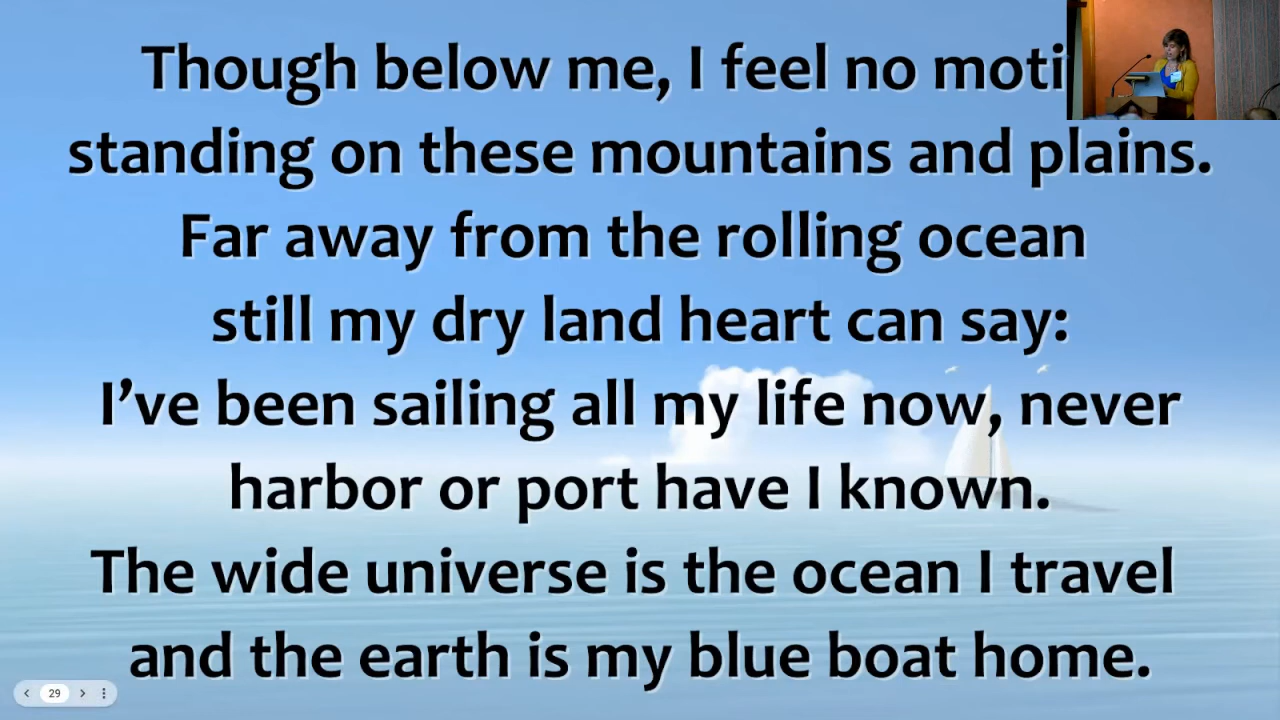 Though below me, I feel no moti
standing on these mountains and plains.
Far away from the rolling ocean
still my dry land heart can say:
I’ve been sailing all my life now, never
harbor or port have I known.
The wide universe is the ocean I travel
and the earth is my blue boat home.
29